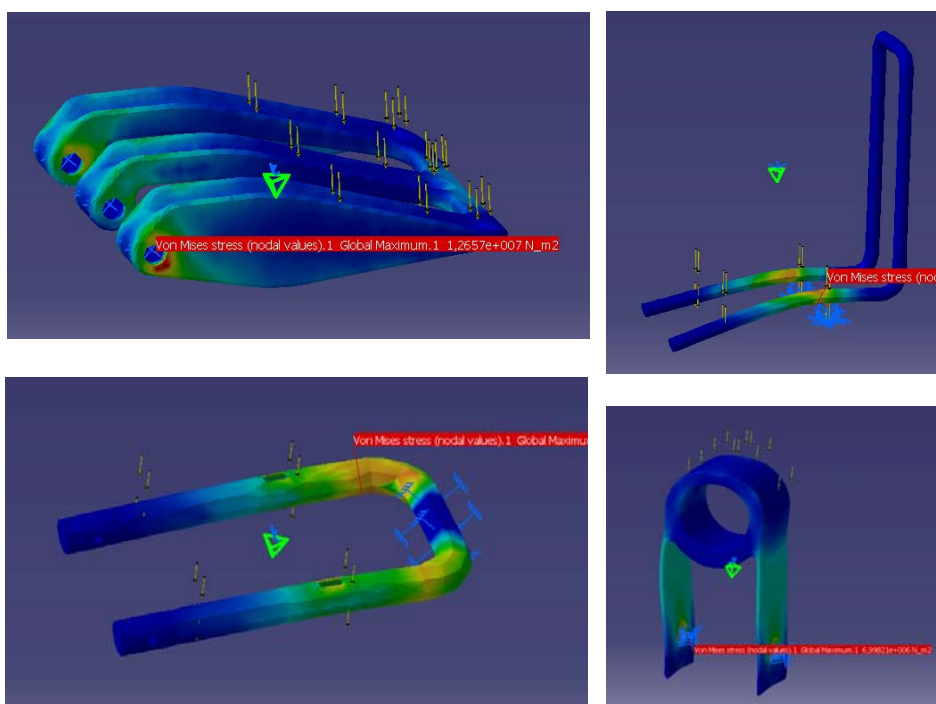 Von Mises stress (nodal values).1 Global Maximum.1 1,2657e+007 N_m2
Von Mises stress (nod
Von Mises stress (nodal values).1 Global Maximu
Von Mises stress (nodal values).1 Global Maximum.1 6,99821e+006 N_m2